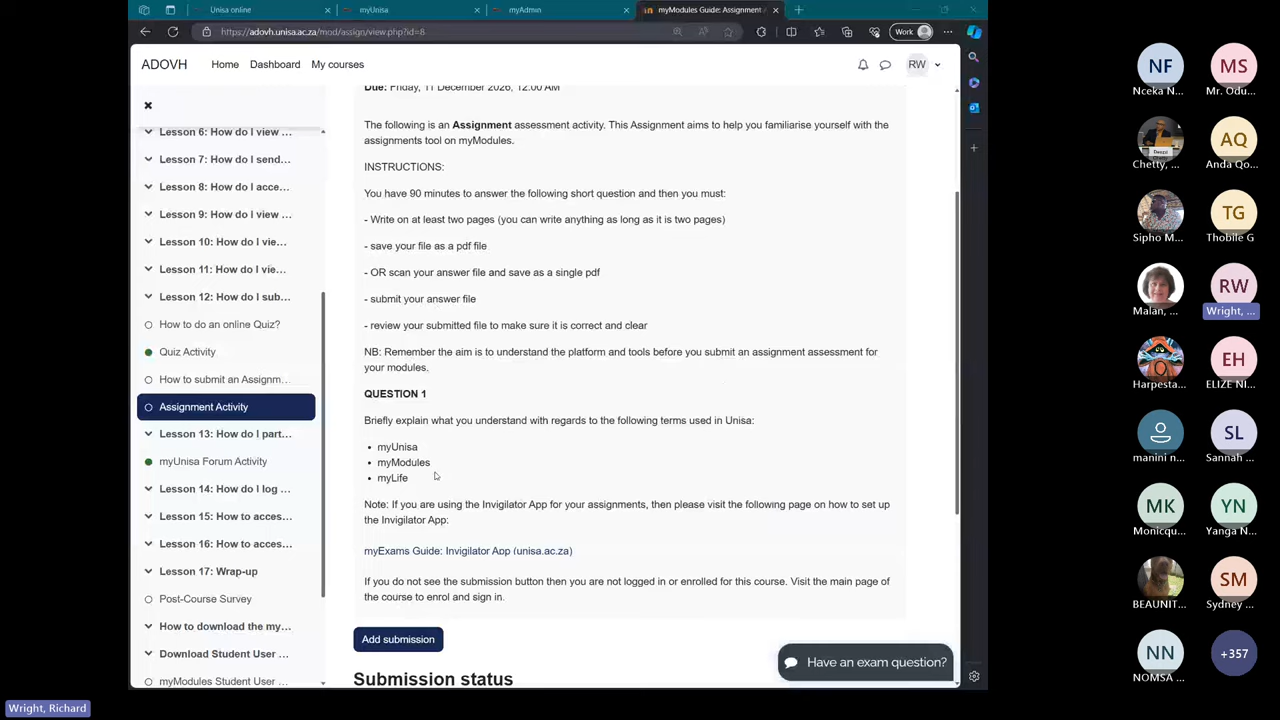 Unisa online
myUnisa
myAdmin
myModules Guide: Assignment
https://adovh.unisa.ac.za/mod/assign/view.php?id=8
Work
ADOVH
Home
Dashboard
My courses
RW
Due: Friday, 11 December 2026, 12:00 AM
Lesson 6: How do I view ...
Lesson 7: How do I send...
Lesson 8: How do I acce...
Lesson 9: How do I view ...
Lesson 10: How do I vie...
Lesson 11: How do I vie...
Lesson 12: How do I sub...
How to do an online Quiz?
Quiz Activity
How to submit an Assignm...
Assignment Activity
Lesson 13: How do I part...
myUnisa Forum Activity
Lesson 14: How do I log ...
Lesson 15: How to acces...
Lesson 16: How to acces...
Lesson 17: Wrap-up
Post-Course Survey
How to download the my...
Download Student User ...
myModules Student User ...
The following is an Assignment assessment activity. This Assignment aims to help you familiarise yourself with the
assignments tool on myModules.
INSTRUCTIONS:
You have 90 minutes to answer the following short question and then you must:
- Write on at least two pages (you can write anything as long as it is two pages)
- save your file as a pdf file
- OR scan your answer file and save as a single pdf
- submit your answer file
- review your submitted file to make sure it is correct and clear
NB: Remember the aim is to understand the platform and tools before you submit an assignment assessment for
your modules.
QUESTION 1
Briefly explain what you understand with regards to the following terms used in Unisa:
• myUnisa
• myModules
• myLife
Note: If you are using the Invigilator App for your assignments, then please visit the following page on how to set up
the Invigilator App:
myExams Guide: Invigilator App (unisa.ac.za)
If you do not see the submission button then you are not logged in or enrolled for this course. Visit the main page of
the course to enrol and sign in.
Add submission
Have an exam question?
Submission status
NF
Nceka N...
MS
Mr. Odu...
Chetty, ...
AQ
Anda Qo...
Sipho M...
TG
Thobile G
Malan, ...
RW
Wright, ...
Harpesta...
EH
ELIZE NI...
manini n...
SL
Sannah ...
MK
Monicqu...
YN
Yanga N...
BEAUNIT...
SM
Sydney ...
NN
NOMSA ...
+357
Wright, Richard